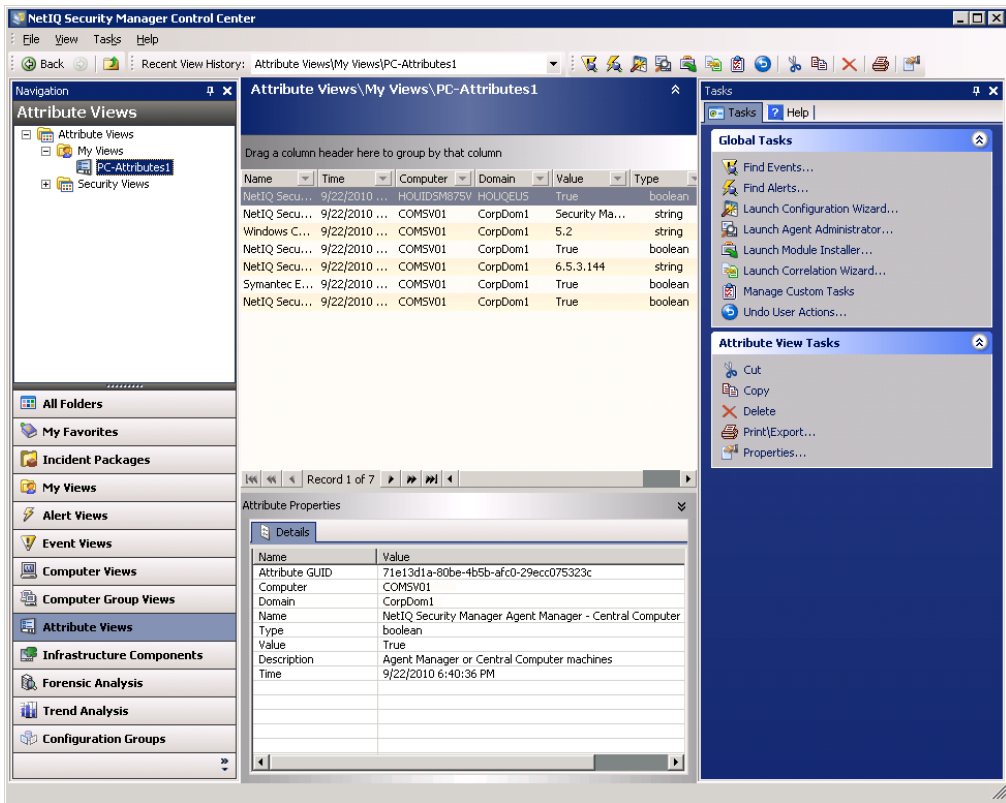 NetIQ Security Manager Control Center
File View Tasks Help
Back Recent View History: Attribute Views\My Views\PC-Attributes1
Navigation
Attribute Views
Attribute Views
My Views
PC-Attributes1
Security Views
All Folders
My Favorites
Incident Packages
My Views
Alert Views
Event Views
Computer Views
Computer Group Views
Attribute Views
Infrastructure Components
Forensic Analysis
Trend Analysis
Configuration Groups
Attribute Views\My Views\PC-Attributes1
Drag a column header here to group by that column
Name Time Computer Domain Value Type
NetIQ Secu... 9/22/2010 ... HOUIDSM875V HOUQEUS True boolean
NetIQ Secu... 9/22/2010 ... COMSV01 CorpDom1 Security Ma... string
Windows C... 9/22/2010 ... COMSV01 CorpDom1 5.2 string
NetIQ Secu... 9/22/2010 ... COMSV01 CorpDom1 True boolean
NetIQ Secu... 9/22/2010 ... COMSV01 CorpDom1 6.5.3.144 string
Symantec E... 9/22/2010 ... COMSV01 CorpDom1 True boolean
NetIQ Secu... 9/22/2010 ... COMSV01 CorpDom1 True boolean
Record 1 of 7
Attribute Properties
Details
Name Value
Attribute GUID 71e13d1a-80be-4b5b-afc0-29ecc075323c
Computer COMSV01
Domain CorpDom1
Name NetIQ Security Manager Agent Manager - Central Computer
Type boolean
Value True
Description Agent Manager or Central Computer machines
Time 9/22/2010 6:40:36 PM
Tasks
Tasks Help
Global Tasks
Find Events...
Find Alerts...
Launch Configuration Wizard...
Launch Agent Administrator...
Launch Module Installer...
Launch Correlation Wizard...
Manage Custom Tasks
Undo User Actions...
Attribute View Tasks
Cut
Copy
Delete
Print\Export...
Properties...